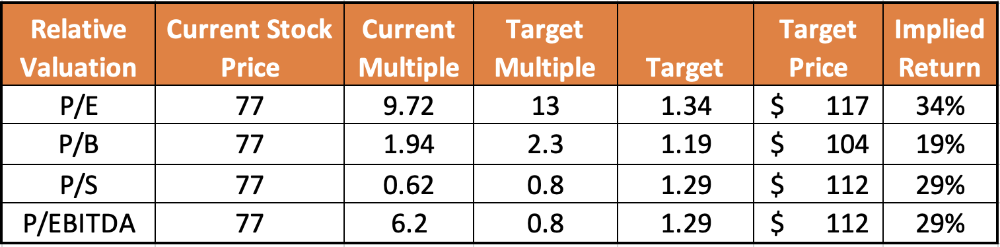 Relative Valuation Current Stock Price Current Multiple Target Multiple Target Target Price Implied Return
P/E 77 9.72 13 1.34 $ 117 34%
P/B 77 1.94 2.3 1.19 $ 104 19%
P/S 77 0.62 0.8 1.29 $ 112 29%
P/EBITDA 77 6.2 0.8 1.29 $ 112 29%